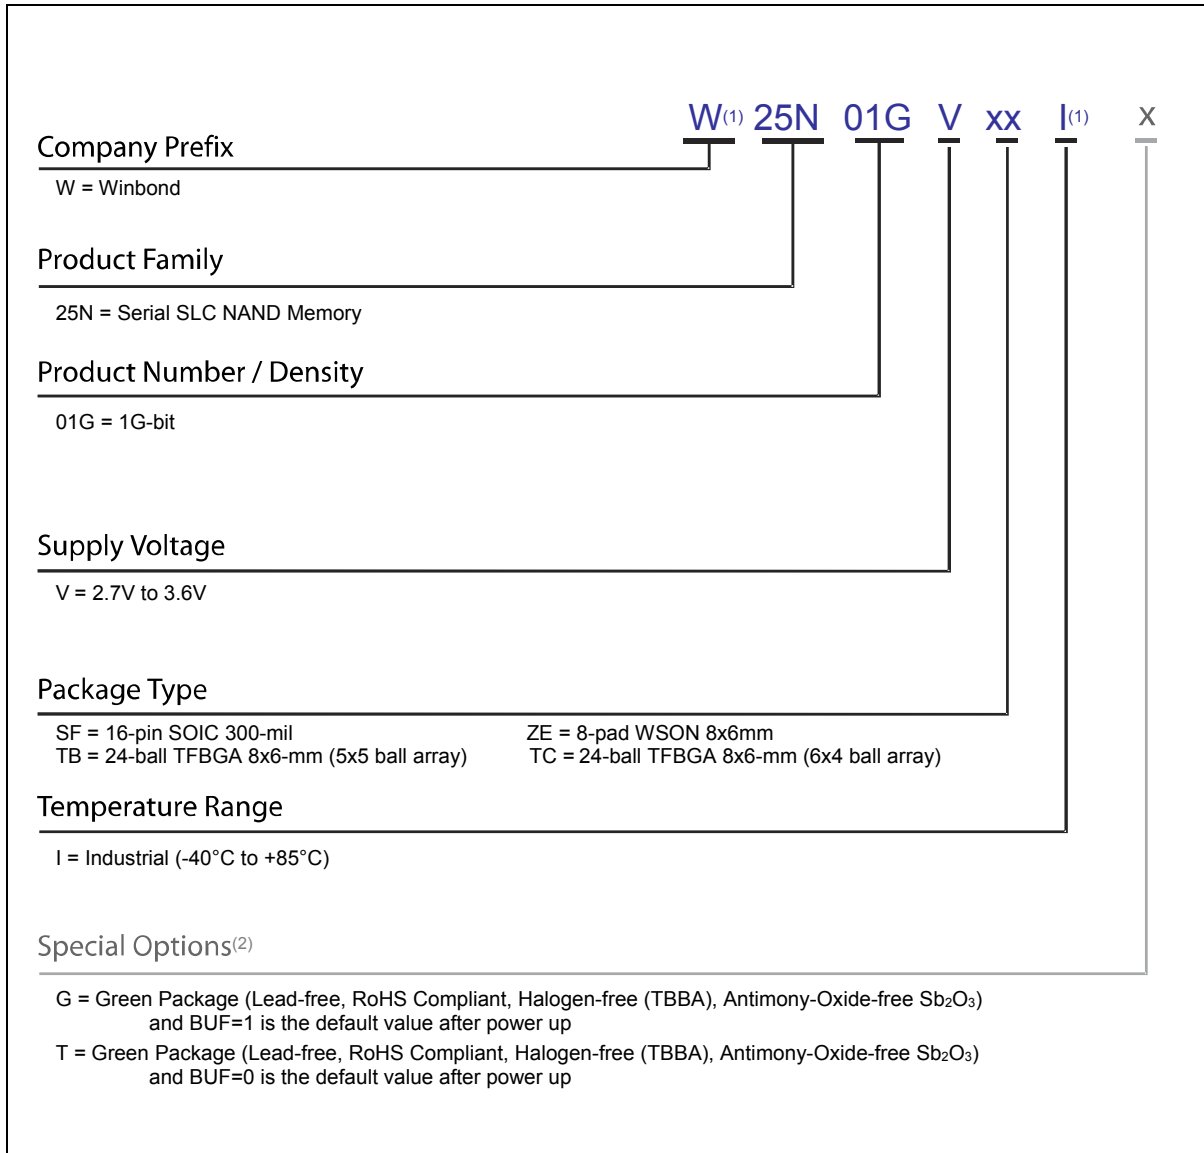 W(1) 25N 01G V xx I(1) x
Company Prefix
W = Winbond
Product Family
25N = Serial SLC NAND Memory
Product Number / Density
01G = 1G-bit
Supply Voltage
V = 2.7V to 3.6V
Package Type
SF = 16-pin SOIC 300-mil ZE = 8-pad WSON 8x6mm
TB = 24-ball TFBGA 8x6-mm (5x5 ball array) TC = 24-ball TFBGA 8x6-mm (6x4 ball array)
Temperature Range
I = Industrial (-40°C to +85°C)
Special Options(2)
G = Green Package (Lead-free, RoHS Compliant, Halogen-free (TBBA), Antimony-Oxide-free Sb₂O₃)
and BUF=1 is the default value after power up
T = Green Package (Lead-free, RoHS Compliant, Halogen-free (TBBA), Antimony-Oxide-free Sb₂O₃)
and BUF=0 is the default value after power up